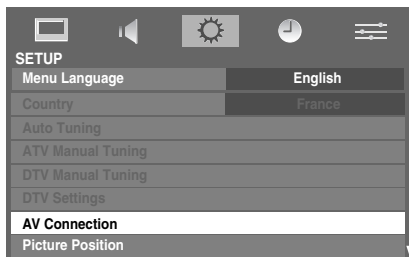 SETUP
Menu Language English
Country France
Auto Tuning
ATV Manual Tuning
DTV Manual Tuning
DTV Settings
AV Connection
Picture Position